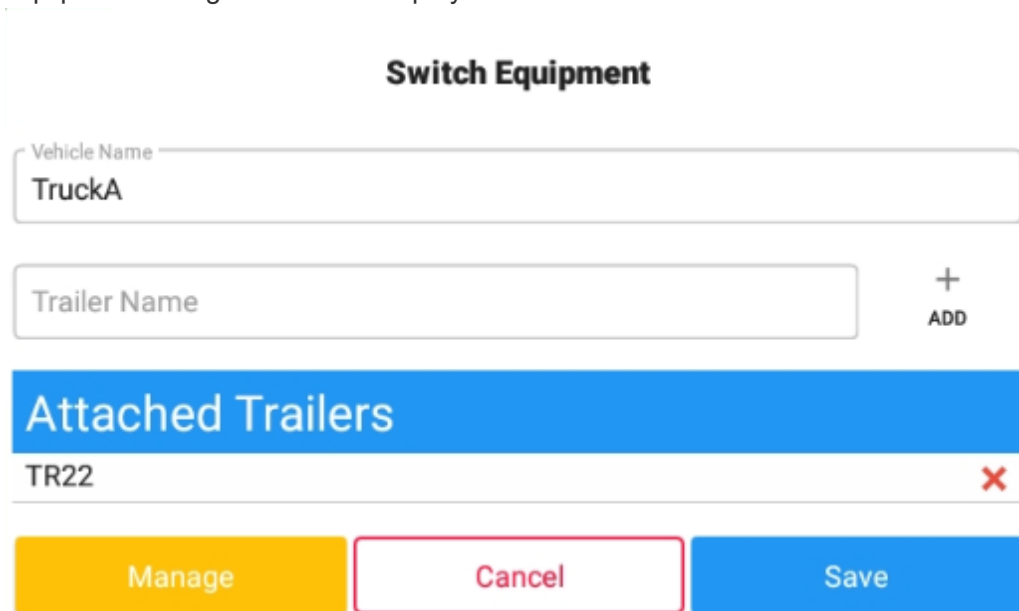 Switch Equipment
Vehicle Name
TruckA
Trailer Name
+
ADD
Attached Trailers
TR22
Manage
Cancel
Save